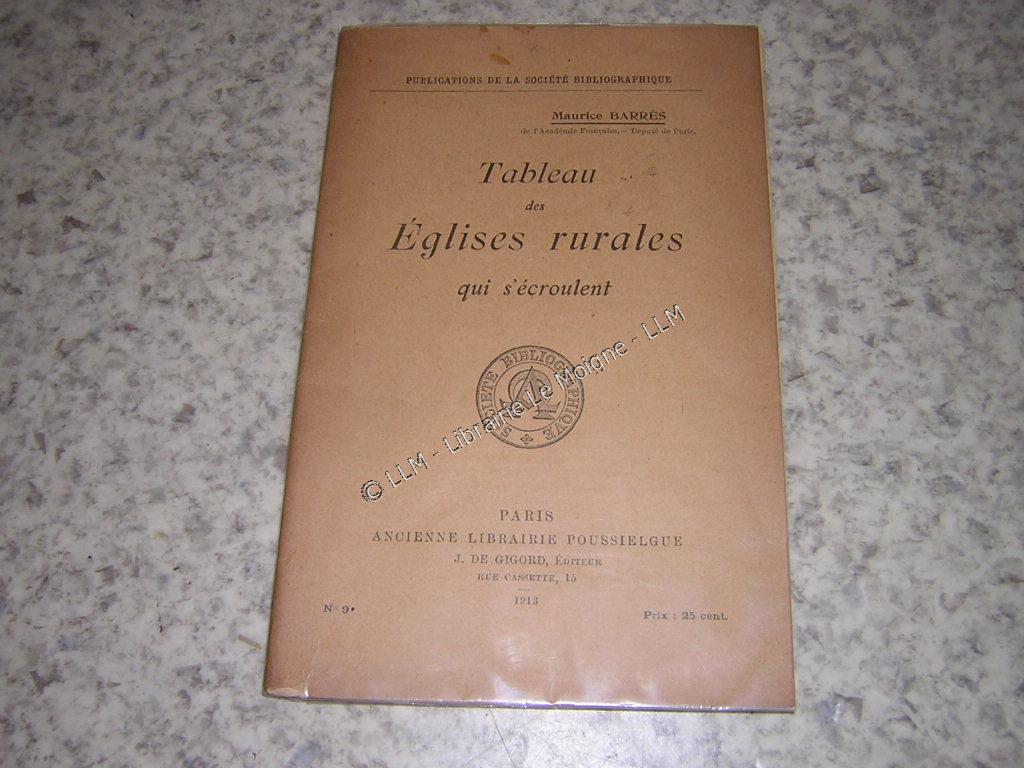 PUBLICATIONS DE LA SOCIÉTÉ BIBLIOGRAPHIQUE
Maurice BARRÈS
de l'Académie Française. — Député de Paris.
Tableau
des
Églises rurales
qui s'écroulent
SOCIÉTÉ BIBLIOGRAPHIQUE
© LLM - Librairie Le Moigne - LLM
PARIS
ANCIENNE LIBRAIRIE POUSSIELGUE
J. DE GIGORD, ÉDITEUR
RUE CASSETTE, 15
1913
N° 9.
Prix : 25 cent.